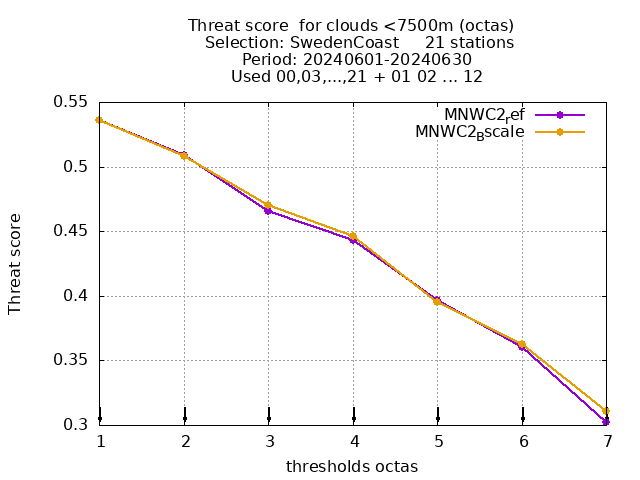 Threat score  for clouds <7500m (octas)
Selection: SwedenCoast     21 stations
Period: 20240601-20240630
Used 00,03,...,21 + 01 02 ... 12
MNWC2ref
MNWC2Bscale
Threat score
0.55
0.5
0.45
0.4
0.35
0.3
1 2 3 4 5 6 7
thresholds octas